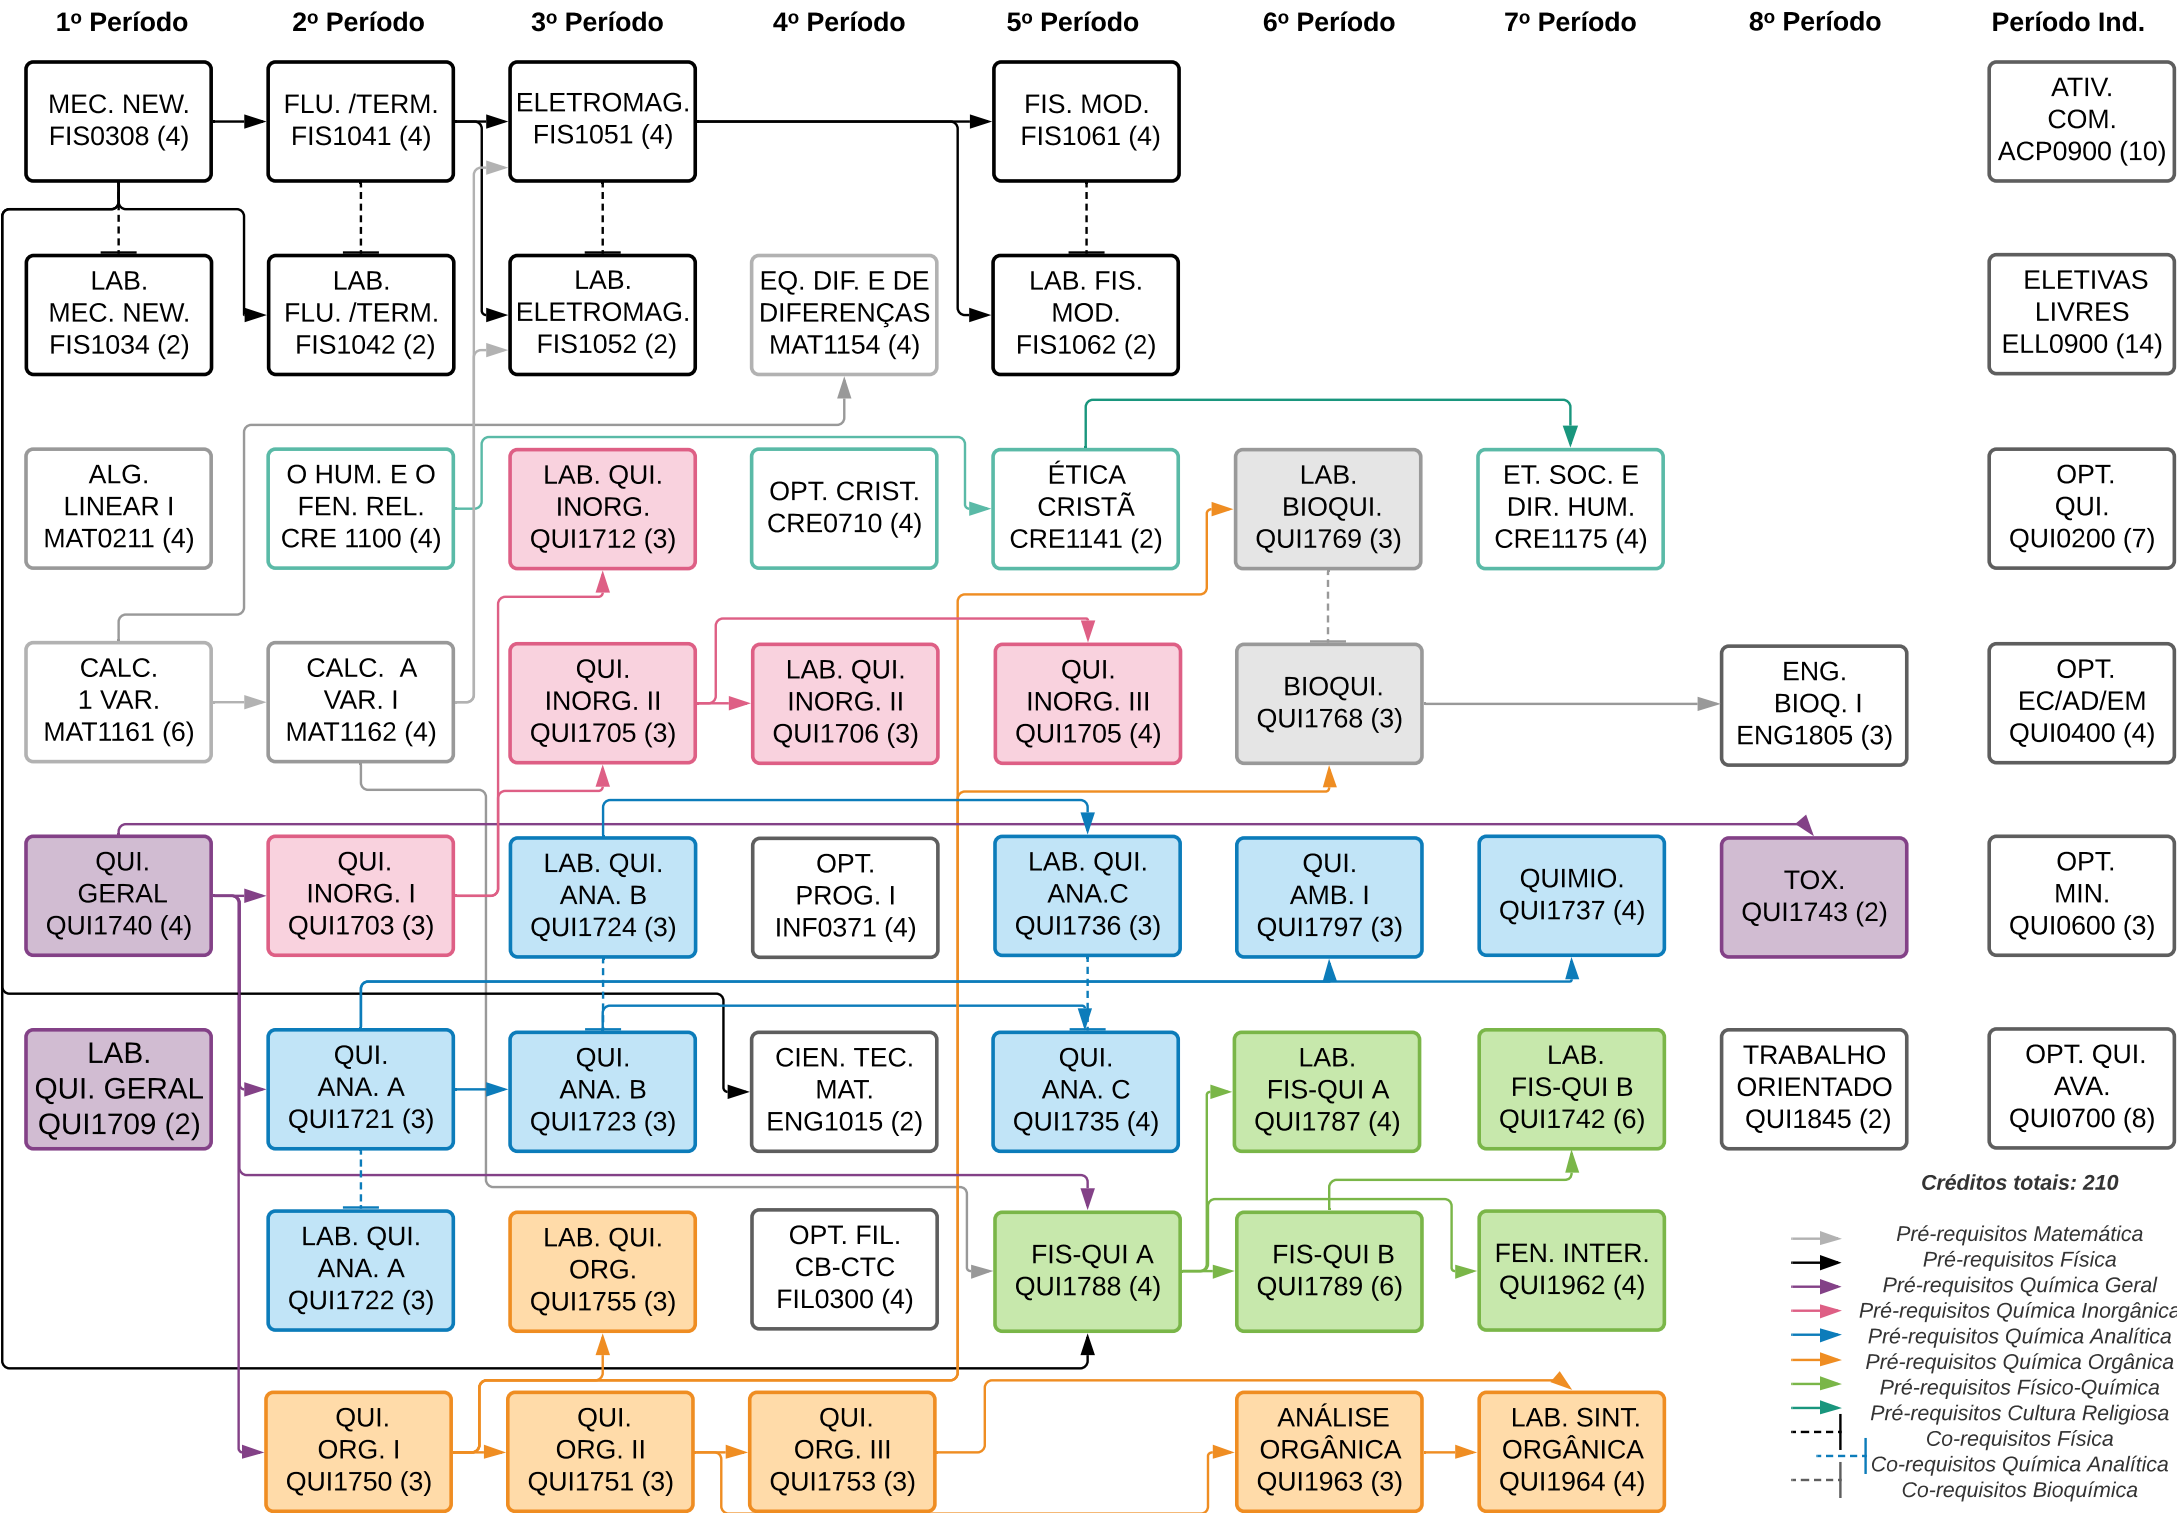 1º Período
2º Período
3º Período
4º Período
5º Período
6º Período
7º Período
8º Período
Período Ind.
MEC. NEW.
FIS0308 (4)
FLU. /TERM.
FIS1041 (4)
ELETROMAG.
FIS1051 (4)
FIS. MOD.
FIS1061 (4)
ATIV.
COM.
ACP0900 (10)
LAB.
MEC. NEW.
FIS1034 (2)
LAB.
FLU. /TERM.
FIS1042 (2)
LAB.
ELETROMAG.
FIS1052 (2)
EQ. DIF. E DE
DIFERENÇAS
MAT1154 (4)
LAB. FIS.
MOD.
FIS1062 (2)
ELETIVAS
LIVRES
ELL0900 (14)
ALG.
LINEAR I
MAT0211 (4)
O HUM. E O
FEN. REL.
CRE 1100 (4)
LAB. QUI.
INORG.
QUI1712 (3)
OPT. CRIST.
CRE0710 (4)
ÉTICA
CRISTÃ
CRE1141 (2)
LAB.
BIOQUI.
QUI1769 (3)
ET. SOC. E
DIR. HUM.
CRE1175 (4)
OPT.
QUI.
QUI0200 (7)
CALC.
1 VAR.
MAT1161 (6)
CALC.  A
VAR. I
MAT1162 (4)
QUI.
INORG. II
QUI1705 (3)
LAB. QUI.
INORG. II
QUI1706 (3)
QUI.
INORG. III
QUI1705 (4)
BIOQUI.
QUI1768 (3)
ENG.
BIOQ. I
ENG1805 (3)
OPT.
EC/AD/EM
QUI0400 (4)
QUI.
GERAL
QUI1740 (4)
QUI.
INORG. I
QUI1703 (3)
LAB. QUI.
ANA. B
QUI1724 (3)
OPT.
PROG. I
INF0371 (4)
LAB. QUI.
ANA.C
QUI1736 (3)
QUI.
AMB. I
QUI1797 (3)
QUIMIO.
QUI1737 (4)
TOX.
QUI1743 (2)
OPT.
MIN.
QUI0600 (3)
LAB.
QUI. GERAL
QUI1709 (2)
QUI.
ANA. A
QUI1721 (3)
QUI.
ANA. B
QUI1723 (3)
CIEN. TEC.
MAT.
ENG1015 (2)
QUI.
ANA. C
QUI1735 (4)
LAB.
FIS-QUI A
QUI1787 (4)
LAB.
FIS-QUI B
QUI1742 (6)
TRABALHO
ORIENTADO
QUI1845 (2)
OPT. QUI.
AVA.
QUI0700 (8)
LAB. QUI.
ANA. A
QUI1722 (3)
LAB. QUI.
ORG.
QUI1755 (3)
OPT. FIL.
CB-CTC
FIL0300 (4)
FIS-QUI A
QUI1788 (4)
FIS-QUI B
QUI1789 (6)
FEN. INTER.
QUI1962 (4)
QUI.
ORG. I
QUI1750 (3)
QUI.
ORG. II
QUI1751 (3)
QUI.
ORG. III
QUI1753 (3)
ANÁLISE
ORGÂNICA
QUI1963 (3)
LAB. SINT.
ORGÂNICA
QUI1964 (4)
Créditos totais: 210
Pré-requisitos Matemática
Pré-requisitos Física
Pré-requisitos Química Geral
Pré-requisitos Química Inorgânica
Pré-requisitos Química Analítica
Pré-requisitos Química Orgânica
Pré-requisitos Físico-Química
Pré-requisitos Cultura Religiosa
Co-requisitos Física
Co-requisitos Química Analítica
Co-requisitos Bioquímica